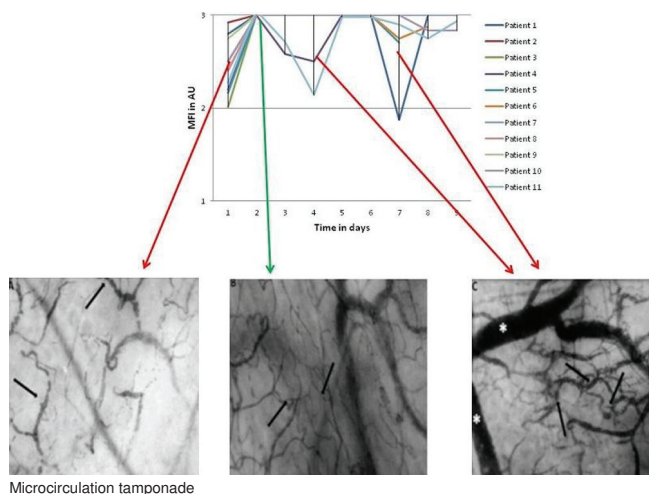 3
2
1
MFI in AU
1 2 3 4 5 6 7 8 9
Time in days
Patient 1
Patient 2
Patient 3
Patient 4
Patient 5
Patient 6
Patient 7
Patient 8
Patient 9
Patient 10
Patient 11
A
B
C
* 
*
Microcirculation tamponade